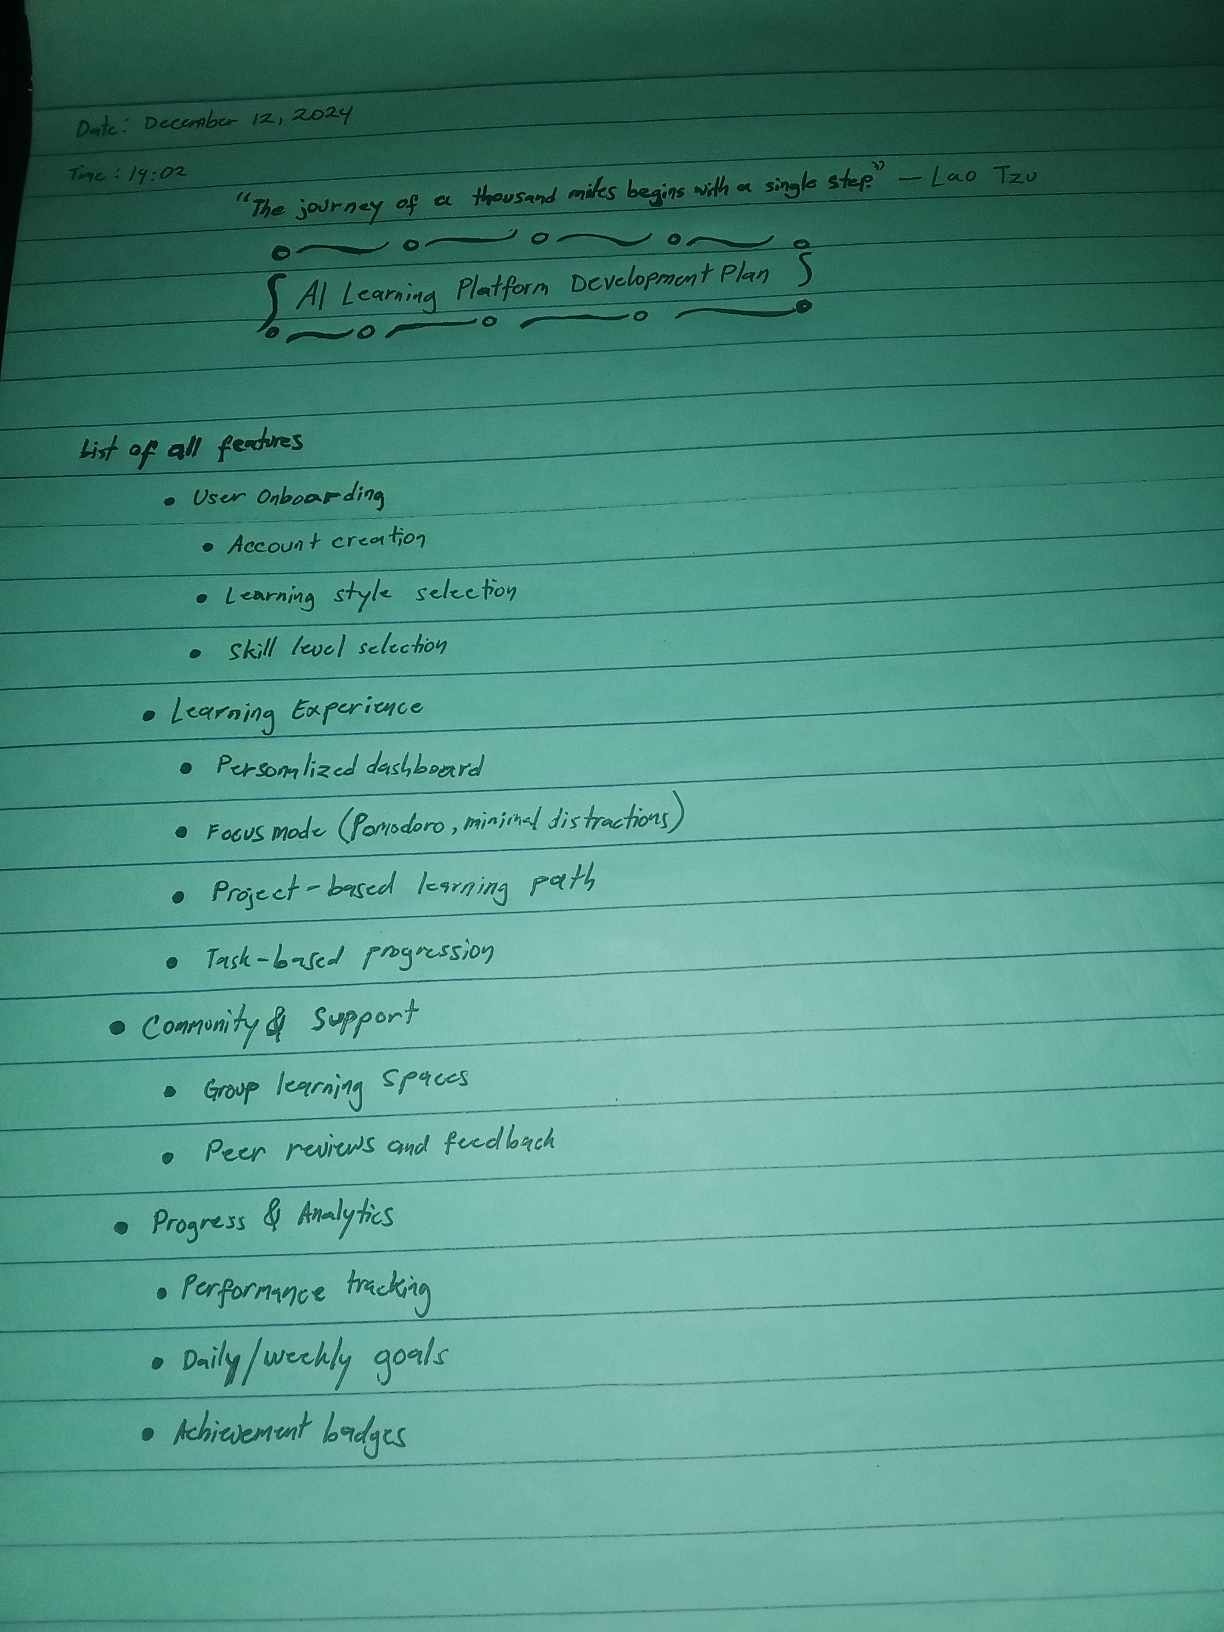 Date: December 12, 2024
Time: 14:02
"The journey of a thousand miles begins with a single step." — Lao Tzu
AI Learning Platform Development Plan
List of all features
• User Onboarding
• Account creation
• Learning style selection
• Skill level selection
• Learning Experience
• Personalized dashboard
• Focus mode (Pomodoro, minimal distractions)
• Project-based learning path
• Task-based progression
• Community & Support
• Group learning spaces
• Peer reviews and feedback
• Progress & Analytics
• Performance tracking
• Daily/weekly goals
• Achievement badges